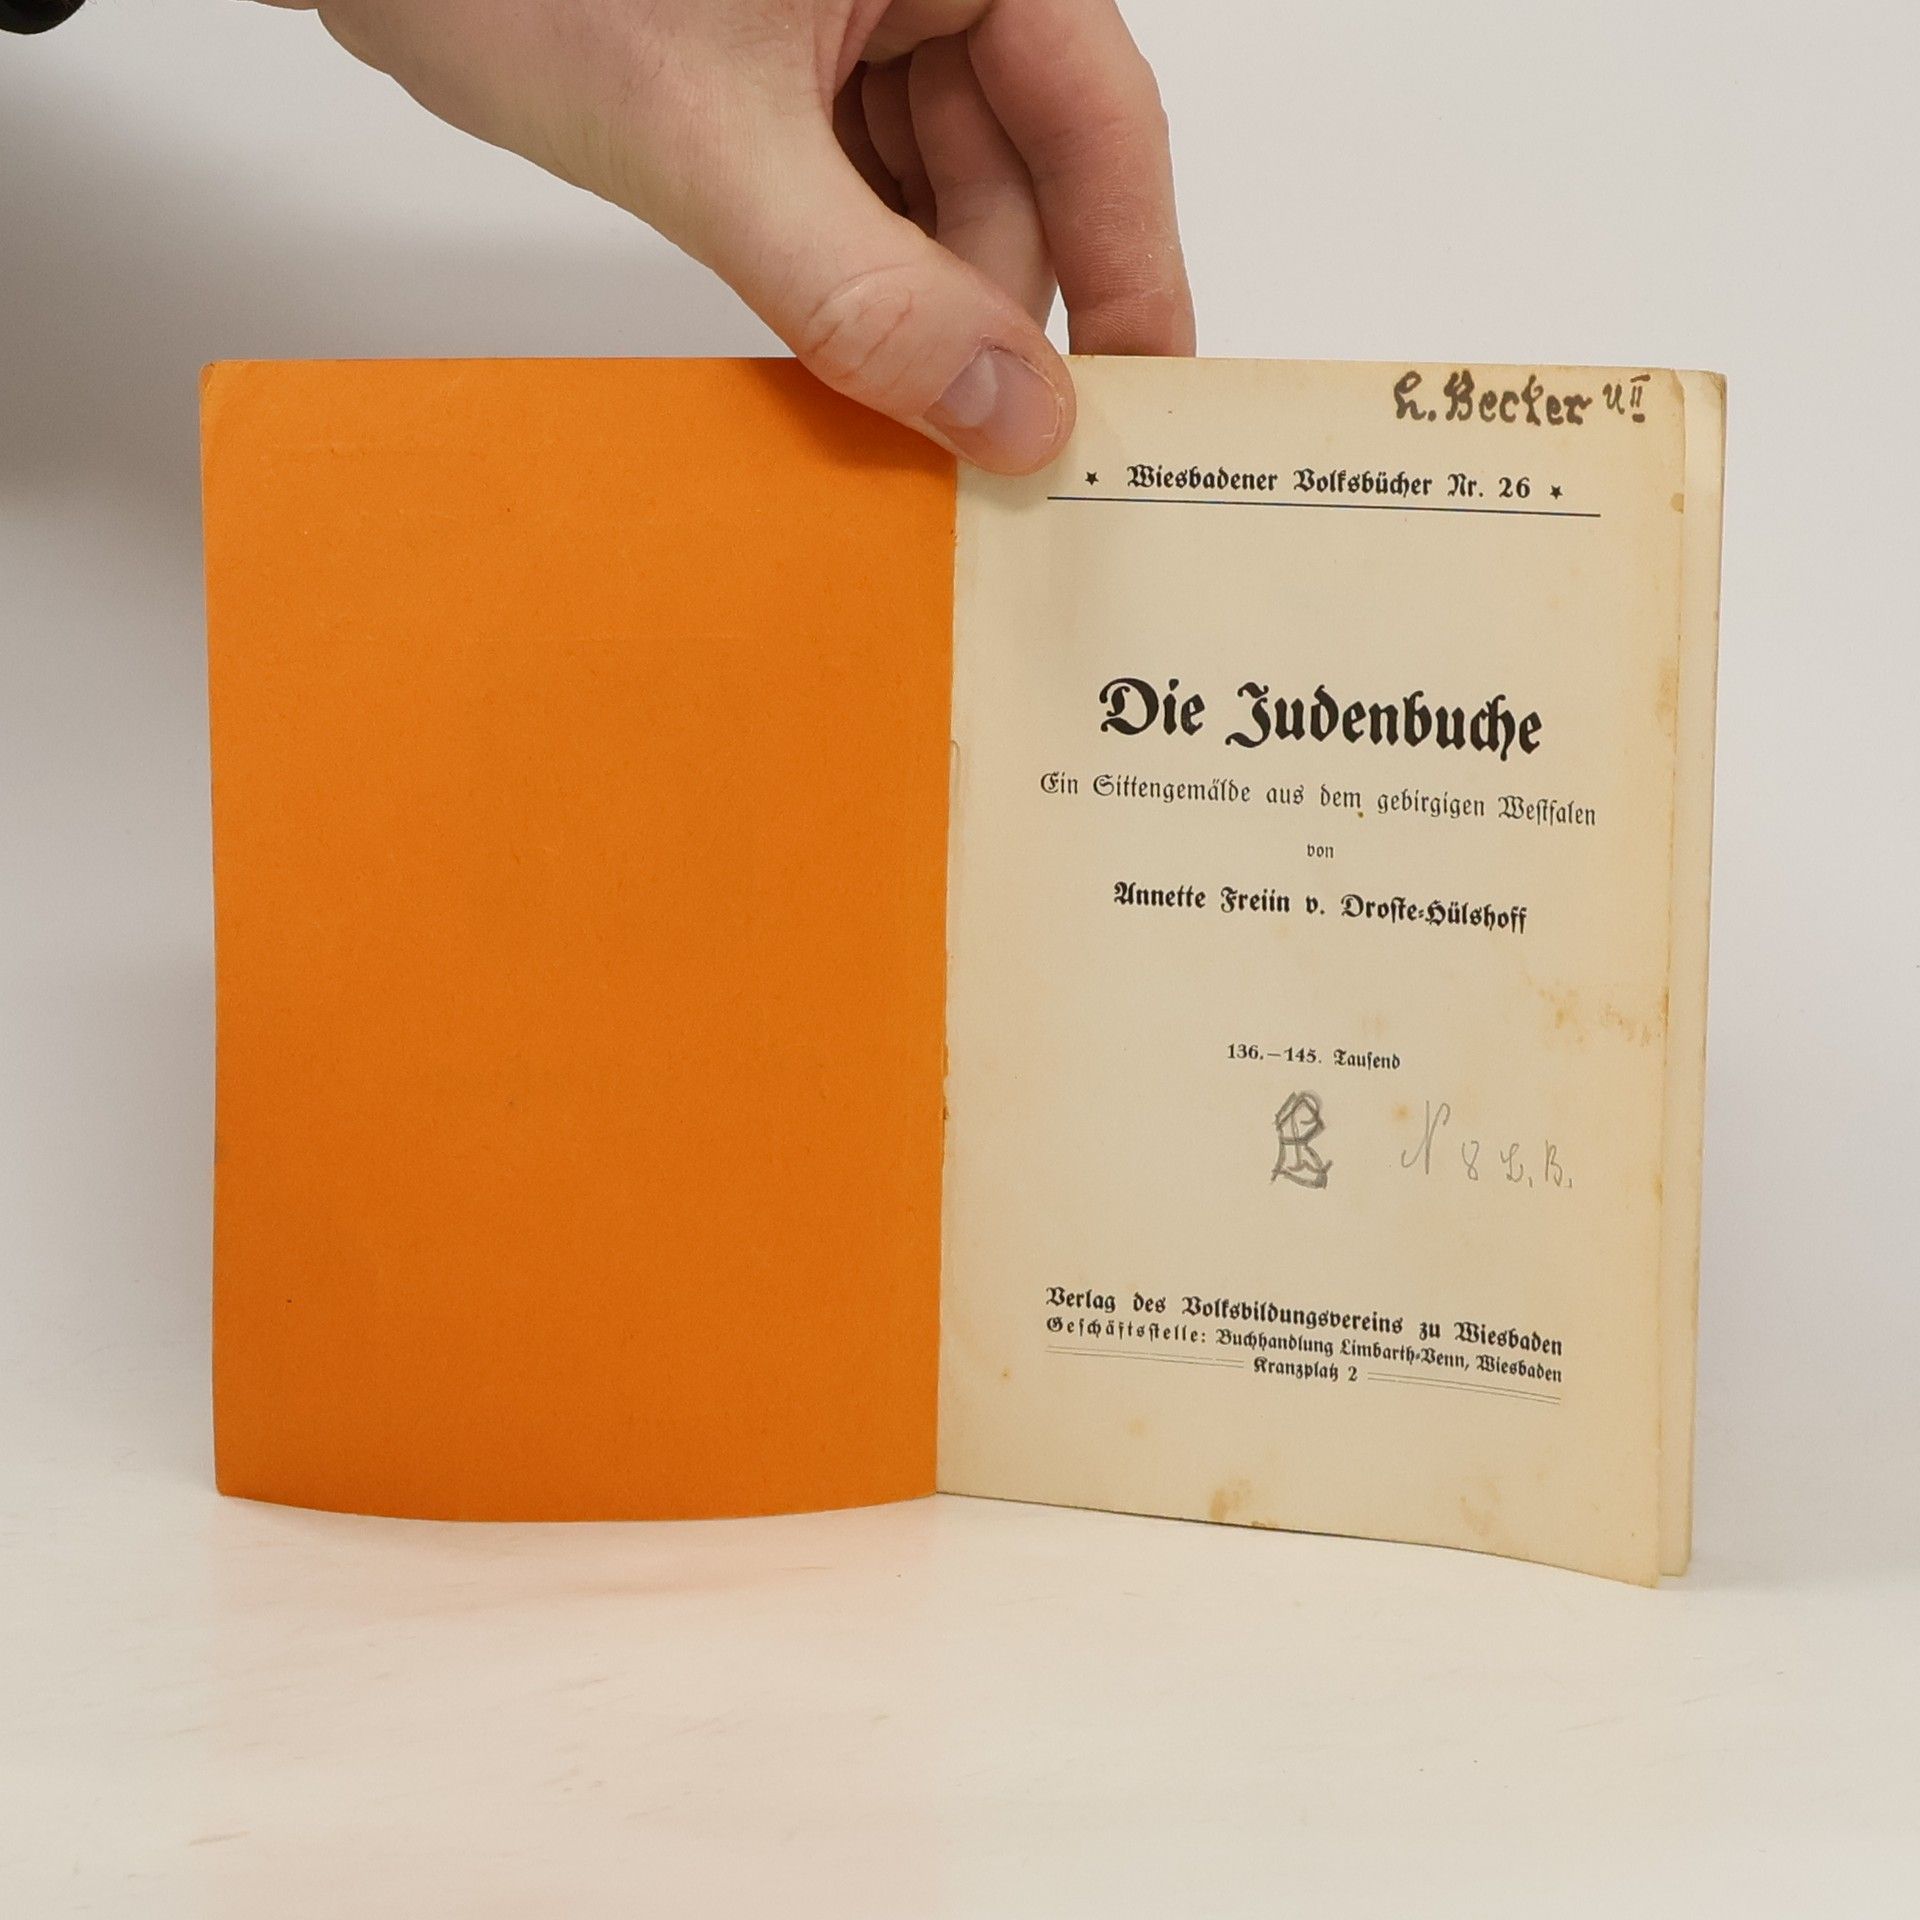 L. Becker U II
* Wiesbadener Volksbücher Nr. 26 *
Die Judenbuche
Ein Sittengemälde aus dem gebirgigen Westfalen
von
Annette Freiin v. Droste-Hülshoff
136.–145. Tausend
N 8 L. B.
Verlag des Volksbildungsvereins zu Wiesbaden
Geschäftsstelle: Buchhandlung Limbarth-Venn, Wiesbaden
Kranzplatz 2